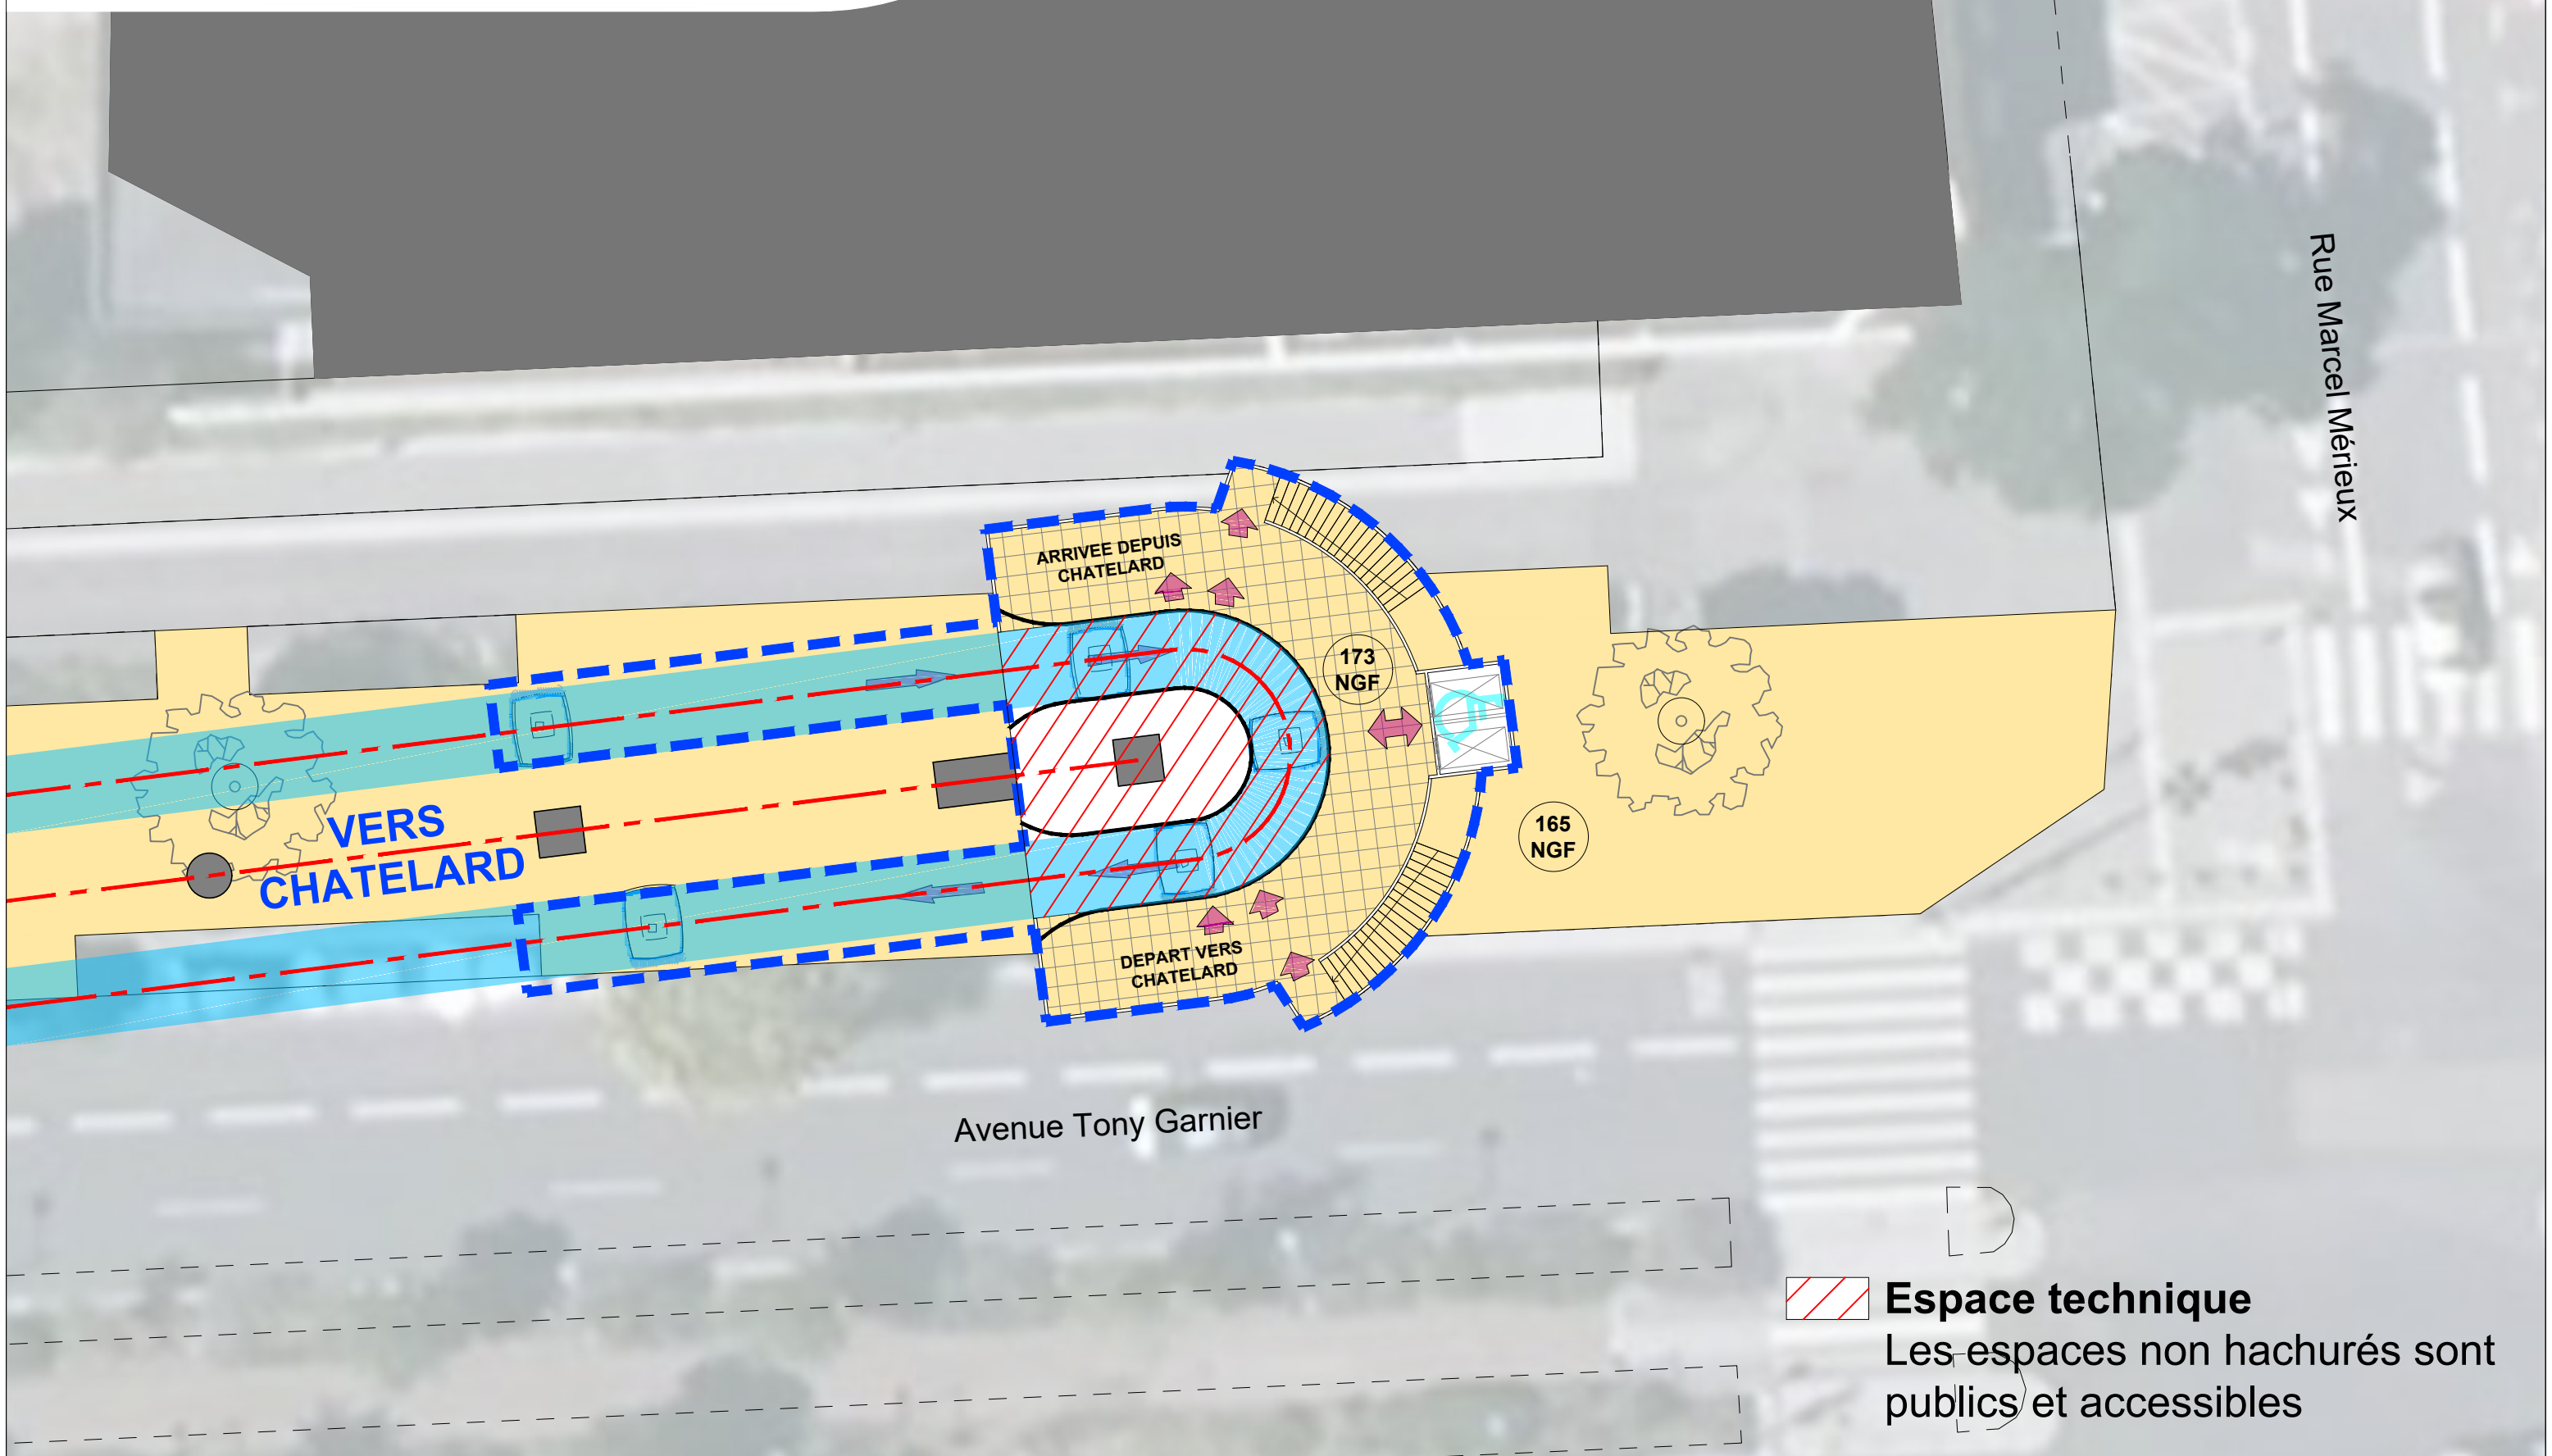 Rue Marcel Mérieux
ARRIVEE DEPUIS
CHATELARD
173
NGF
165
NGF
VERS
CHATELARD
DEPART VERS
CHATELARD
Avenue Tony Garnier
Espace technique
Les espaces non hachurés sont
publics et accessibles